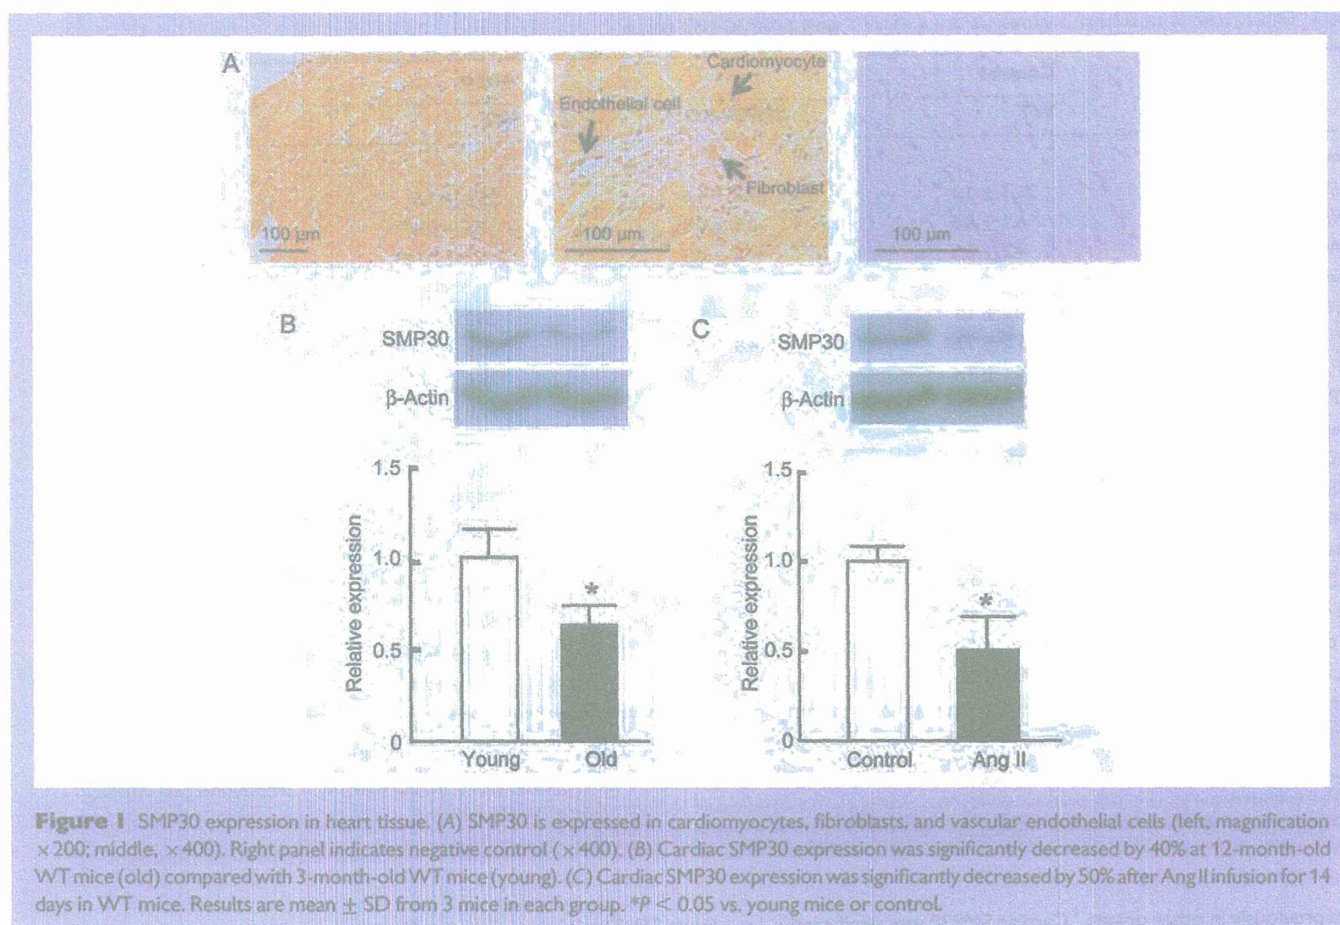 A
Cardiomyocyte
Endothelial cell
Fibroblast
100 µm
100 µm
100 µm
B
SMP30
β-Actin
1.5
1.0
0.5
0
Relative expression
*
Young
Old
C
SMP30
β-Actin
1.5
1.0
0.5
0
Relative expression
*
Control
Ang II
Figure 1 SMP30 expression in heart tissue. (A) SMP30 is expressed in cardiomyocytes, fibroblasts, and vascular endothelial cells (left, magnification
×200; middle, ×400). Right panel indicates negative control (×400). (B) Cardiac SMP30 expression was significantly decreased by 40% at 12-month-old
WT mice (old) compared with 3-month-old WT mice (young). (C) Cardiac SMP30 expression was significantly decreased by 50% after Ang II infusion for 14
days in WT mice. Results are mean ± SD from 3 mice in each group. *P < 0.05 vs. young mice or control.